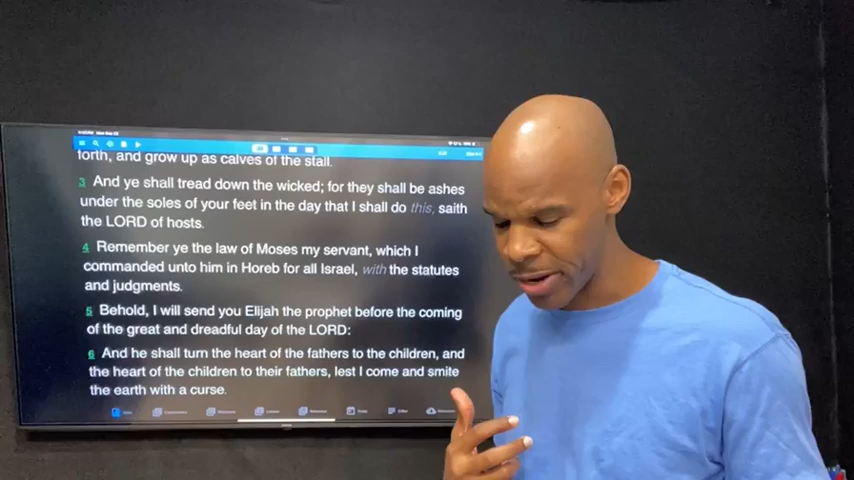 forth, and grow up as calves of the stall.
3 And ye shall tread down the wicked; for they shall be ashes
under the soles of your feet in the day that I shall do this, saith
the LORD of hosts.
4 Remember ye the law of Moses my servant, which I
commanded unto him in Horeb for all Israel, with the statutes
and judgments.
5 Behold, I will send you Elijah the prophet before the coming
of the great and dreadful day of the LORD:
6 And he shall turn the heart of the fathers to the children, and
the heart of the children to their fathers, lest I come and smite
the earth with a curse.